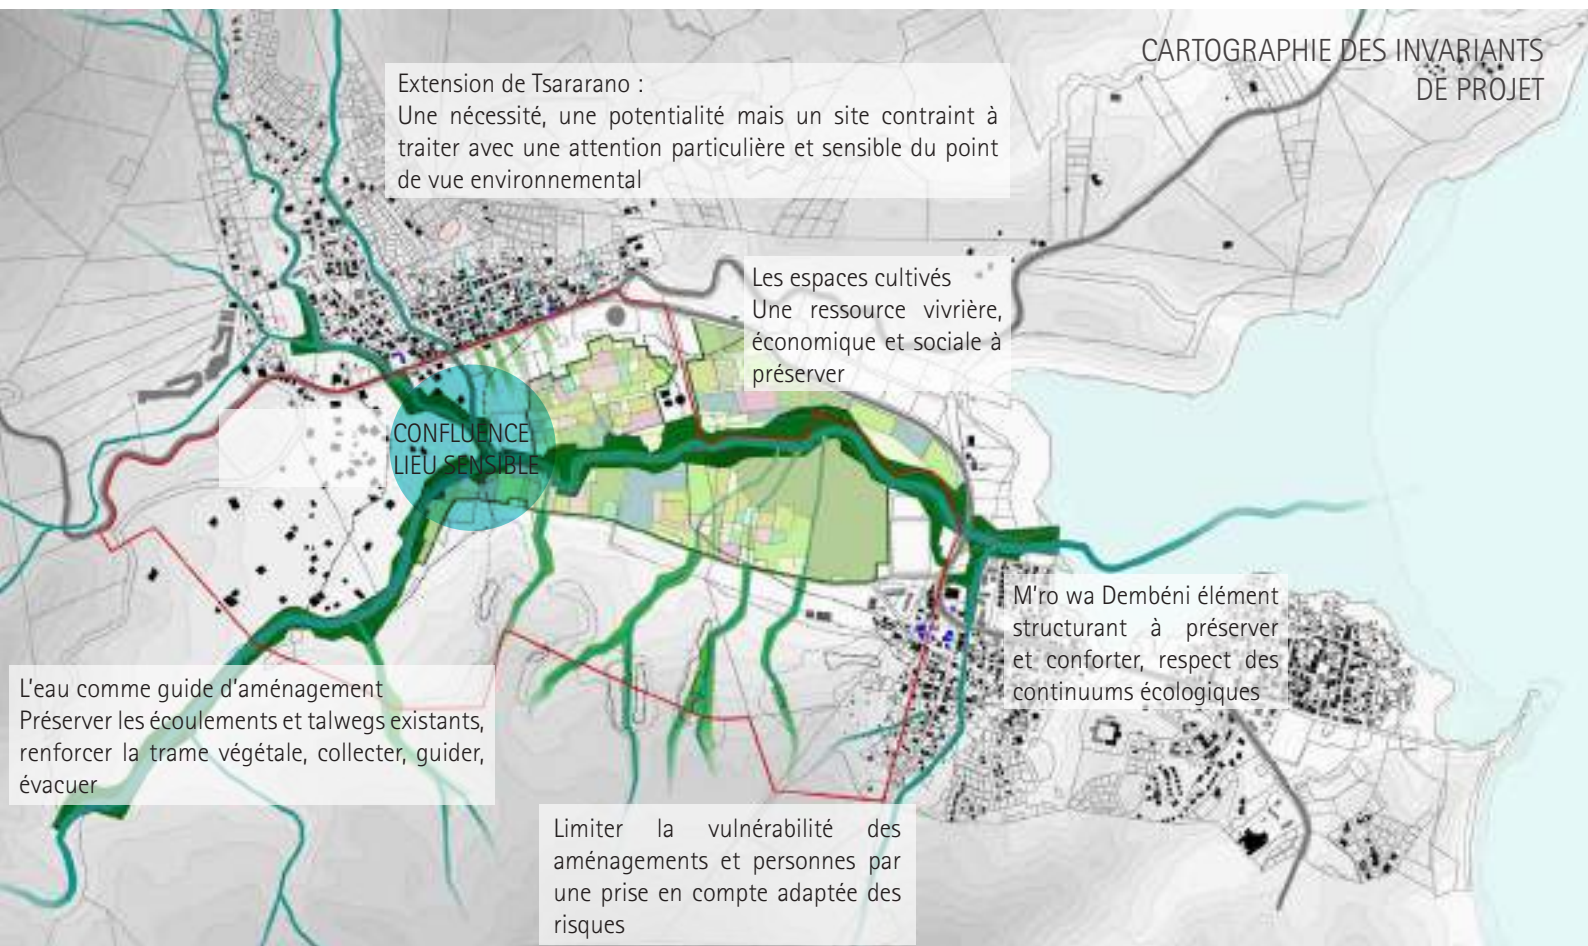 CARTOGRAPHIE DES INVARIANTS
DE PROJET
Extension de Tsararano :
Une nécessité, une potentialité mais un site contraint à
traiter avec une attention particulière et sensible du point
de vue environnemental
Les espaces cultivés
Une ressource vivrière,
économique et sociale à
préserver
CONFLUENCE
LIEU SENSIBLE
M'ro wa Dembéni élément
structurant à préserver
et conforter, respect des
continuums écologiques
L'eau comme guide d'aménagement
Préserver les écoulements et talwegs existants,
renforcer la trame végétale, collecter, guider,
évacuer
Limiter la vulnérabilité des
aménagements et personnes par
une prise en compte adaptée des
risques